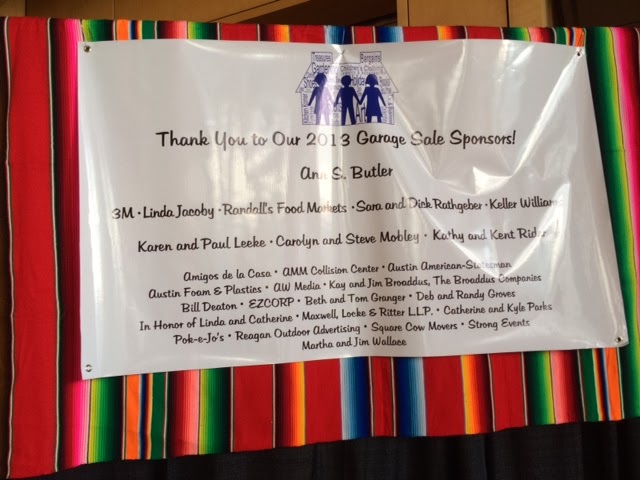 Treasures Bargains
Thank You to Our 2013 Garage Sale Sponsors!
Ann S. Butler
3M • Linda Jacoby • Randall's Food Markets • Sara and Dick Rathgeber • Keller Williams
Karen and Paul Leeke • Carolyn and Steve Mobley • Kathy and Kent Rider
Amigos de la Casa • AMM Collision Center • Austin American-Statesman
Austin Foam & Plastics • AW Media • Kay and Jim Broaddus, The Broaddus Companies
Bill Deaton • EZCORP • Beth and Tom Granger • Deb and Randy Groves
In Honor of Linda and Catherine • Maxwell, Locke & Ritter L.L.P. • Catherine and Kyle Parks
Pok-e-Jo's • Reagan Outdoor Advertising • Square Cow Movers • Strong Events
Martha and Jim Wallace